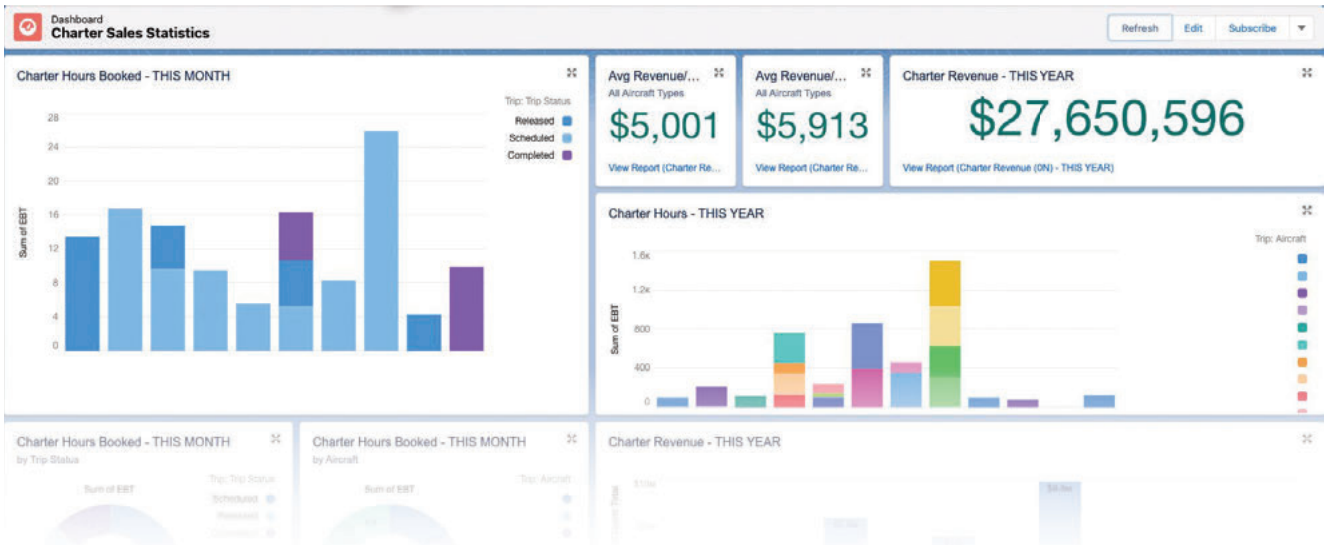 Dashboard
Charter Sales Statistics
Refresh
Edit
Subscribe
Charter Hours Booked - THIS MONTH
Trip: Trip Status
Released
Scheduled
Completed
28
24
20
16
12
8
4
0
Sum of EBT
Avg Revenue/...
All Aircraft Types
$5,001
View Report (Charter Re...
Avg Revenue/...
All Aircraft Types
$5,913
View Report (Charter Re...
Charter Revenue - THIS YEAR
$27,650,596
View Report (Charter Revenue (0N) - THIS YEAR)
Charter Hours - THIS YEAR
Trip: Aircraft
1.6к
1.2к
800
400
0
Sum of EBT
Charter Hours Booked - THIS MONTH
by Trip Status
Trip: Trip Status
Sum of EBT
Scheduled
Released
Completed
Charter Hours Booked - THIS MONTH
by Aircraft
Trip: Aircraft
Sum of EBT
Charter Revenue - THIS YEAR